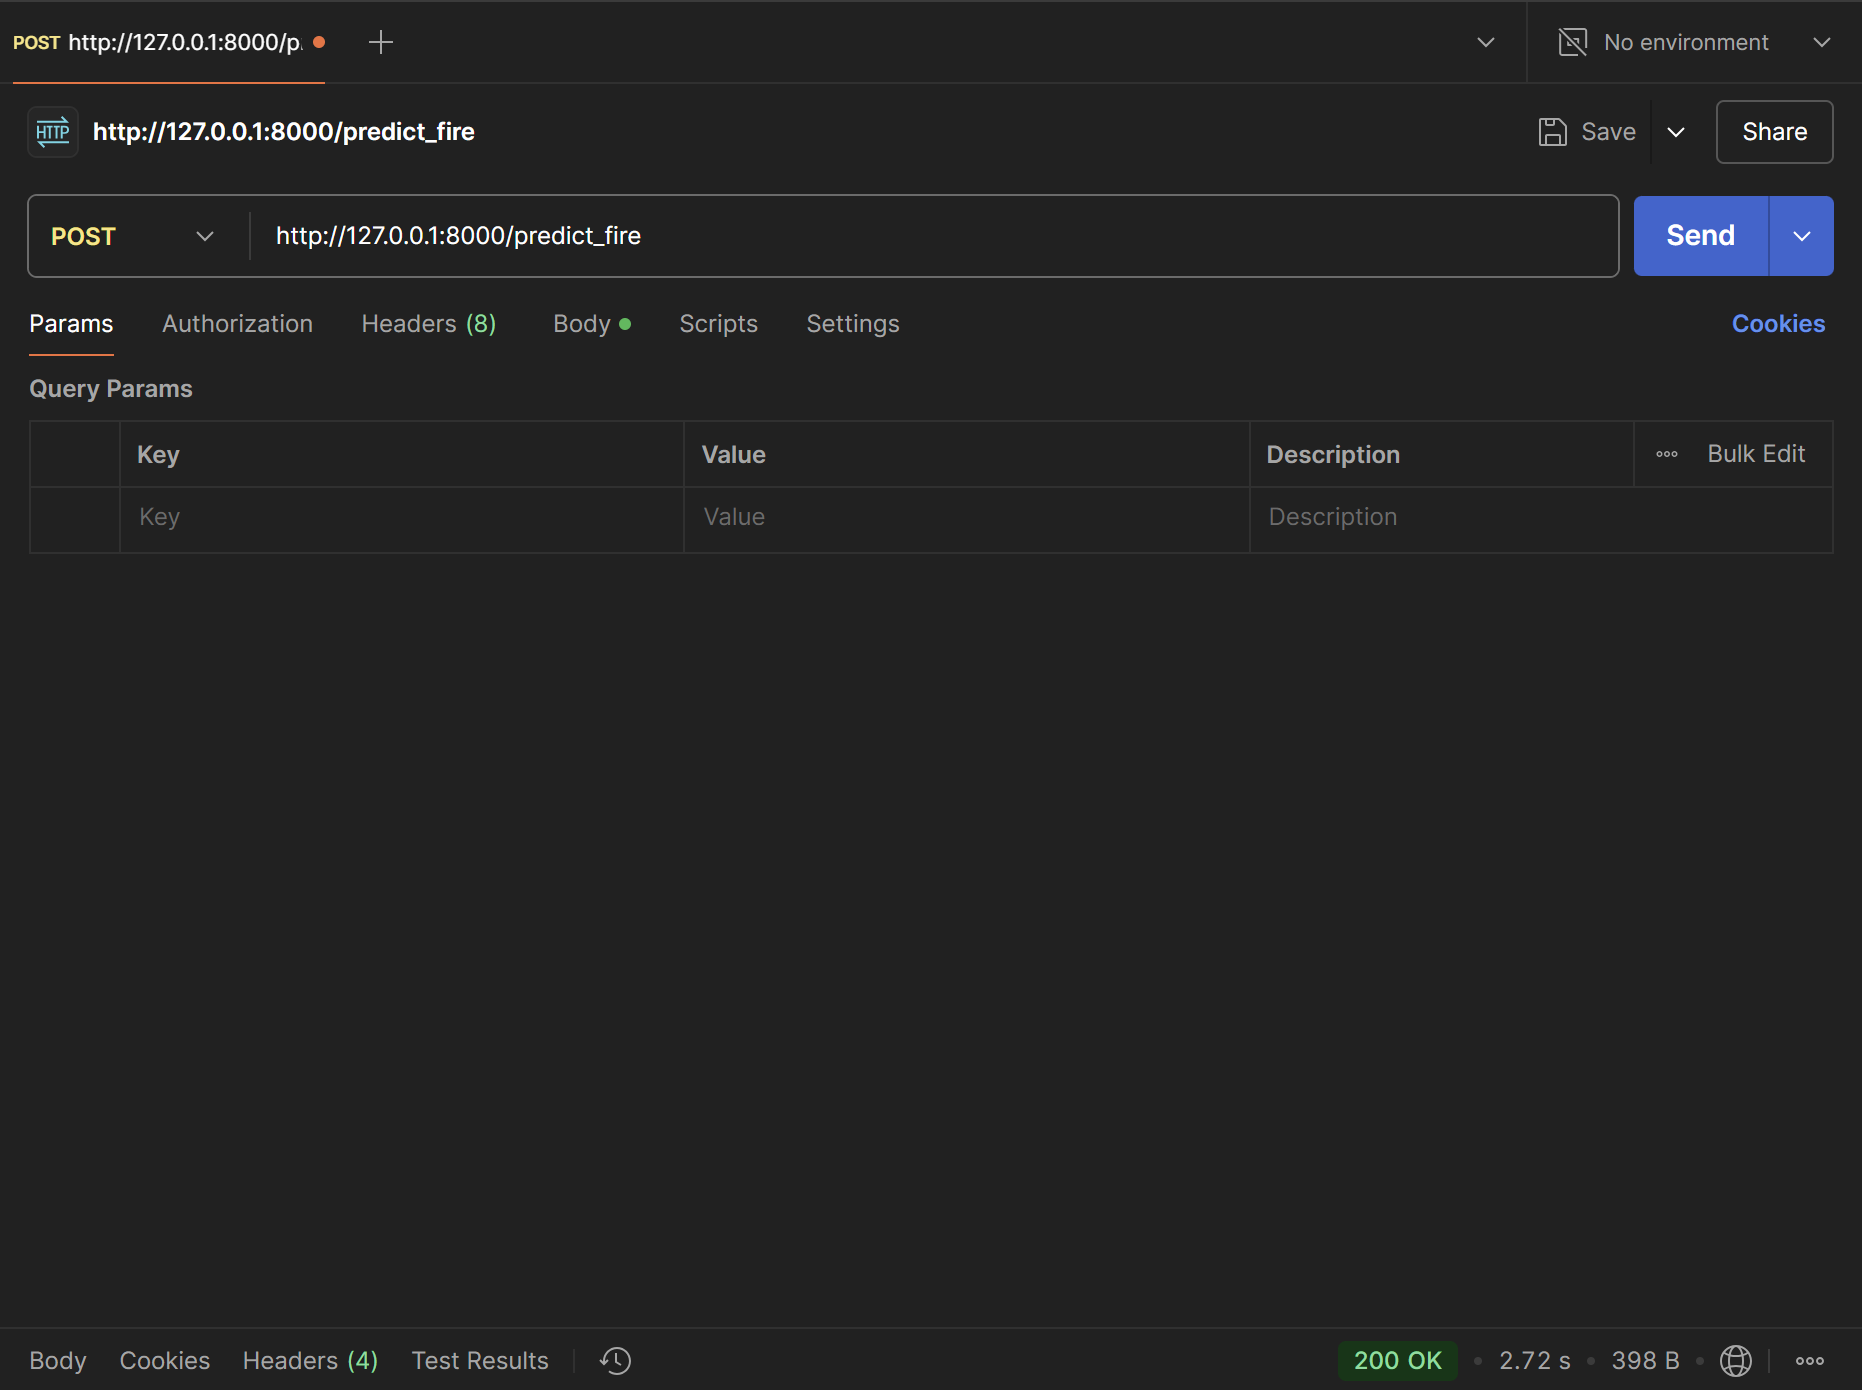 POST http://127.0.0.1:8000/p
No environment
HTTP http://127.0.0.1:8000/predict_fire
Save
Share
POST http://127.0.0.1:8000/predict_fire
Send
Params Authorization Headers (8) Body Scripts Settings Cookies
Query Params
Key Value Description Bulk Edit
Key Value Description
Body Cookies Headers (4) Test Results 200 OK 2.72 s 398 B